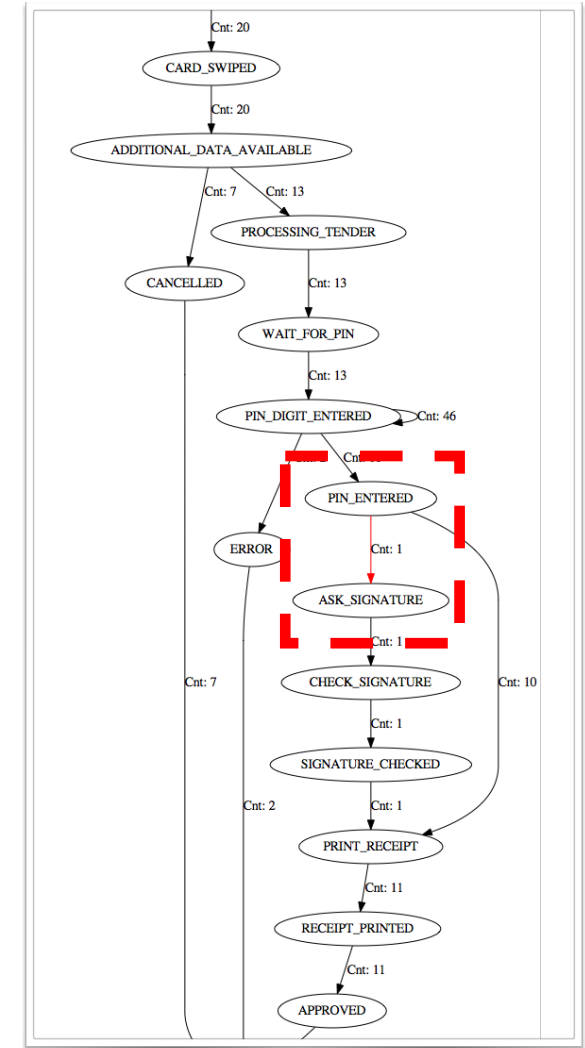 Cnt: 20
CARD_SWIPED
Cnt: 20
ADDITIONAL_DATA_AVAILABLE
Cnt: 7
Cnt: 13
PROCESSING_TENDER
CANCELLED
Cnt: 13
WAIT_FOR_PIN
Cnt: 13
PIN_DIGIT_ENTERED
Cnt: 46
PIN_ENTERED
ERROR
Cnt: 1
ASK_SIGNATURE
Cnt: 1
Cnt: 7
CHECK_SIGNATURE
Cnt: 10
Cnt: 1
SIGNATURE_CHECKED
Cnt: 2
Cnt: 1
PRINT_RECEIPT
Cnt: 11
RECEIPT_PRINTED
Cnt: 11
APPROVED